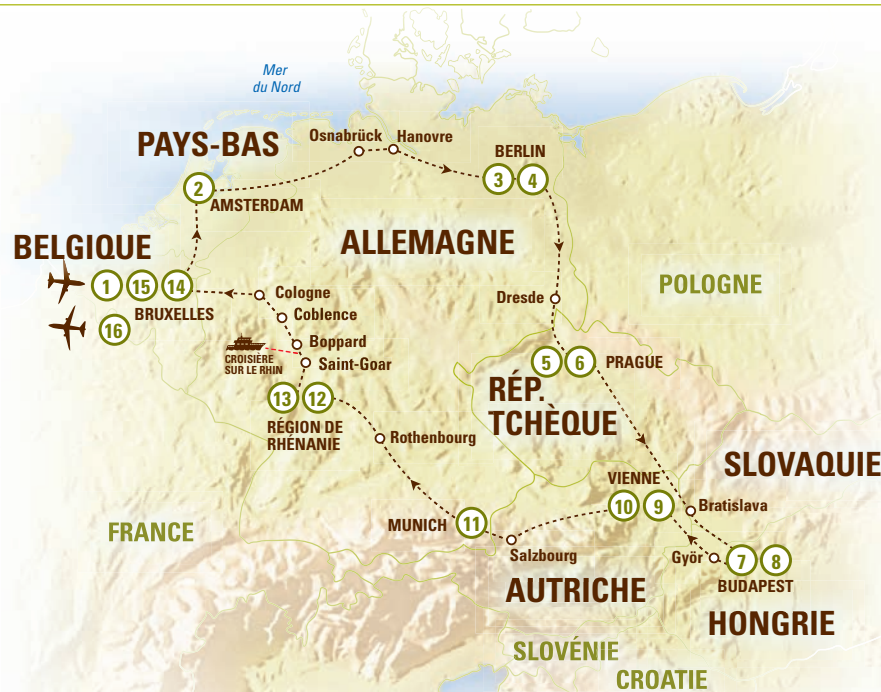 Mer
du Nord
PAYS-BAS
Osnabrück
Hanovre
BERLIN
3
4
2
AMSTERDAM
BELGIQUE
ALLEMAGNE
1
15
14
BRUXELLES
16
Cologne
Coblence
Boppard
Saint-Goar
CROISIÈRE
SUR LE RHIN
Dresde
POLOGNE
5
6
PRAGUE
RÉP.
TCHÈQUE
13
12
RÉGION DE
RHÉNANIE
Rothenbourg
SLOVAQUIE
VIENNE
10
9
Bratislava
FRANCE
MUNICH
11
Salzbourg
Györ
7
8
BUDAPEST
AUTRICHE
HONGRIE
SLOVÉNIE
CROATIE